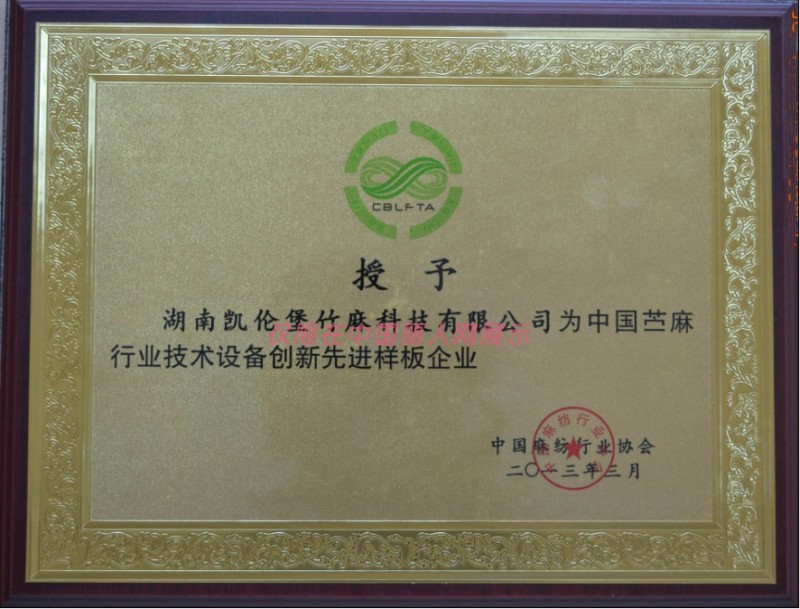 CBLFTA
授予
湖南凯伦堡竹麻科技有限公司为中国苎麻
行业技术设备创新先进样板企业
中国麻纺行业协会
二〇一三年三月